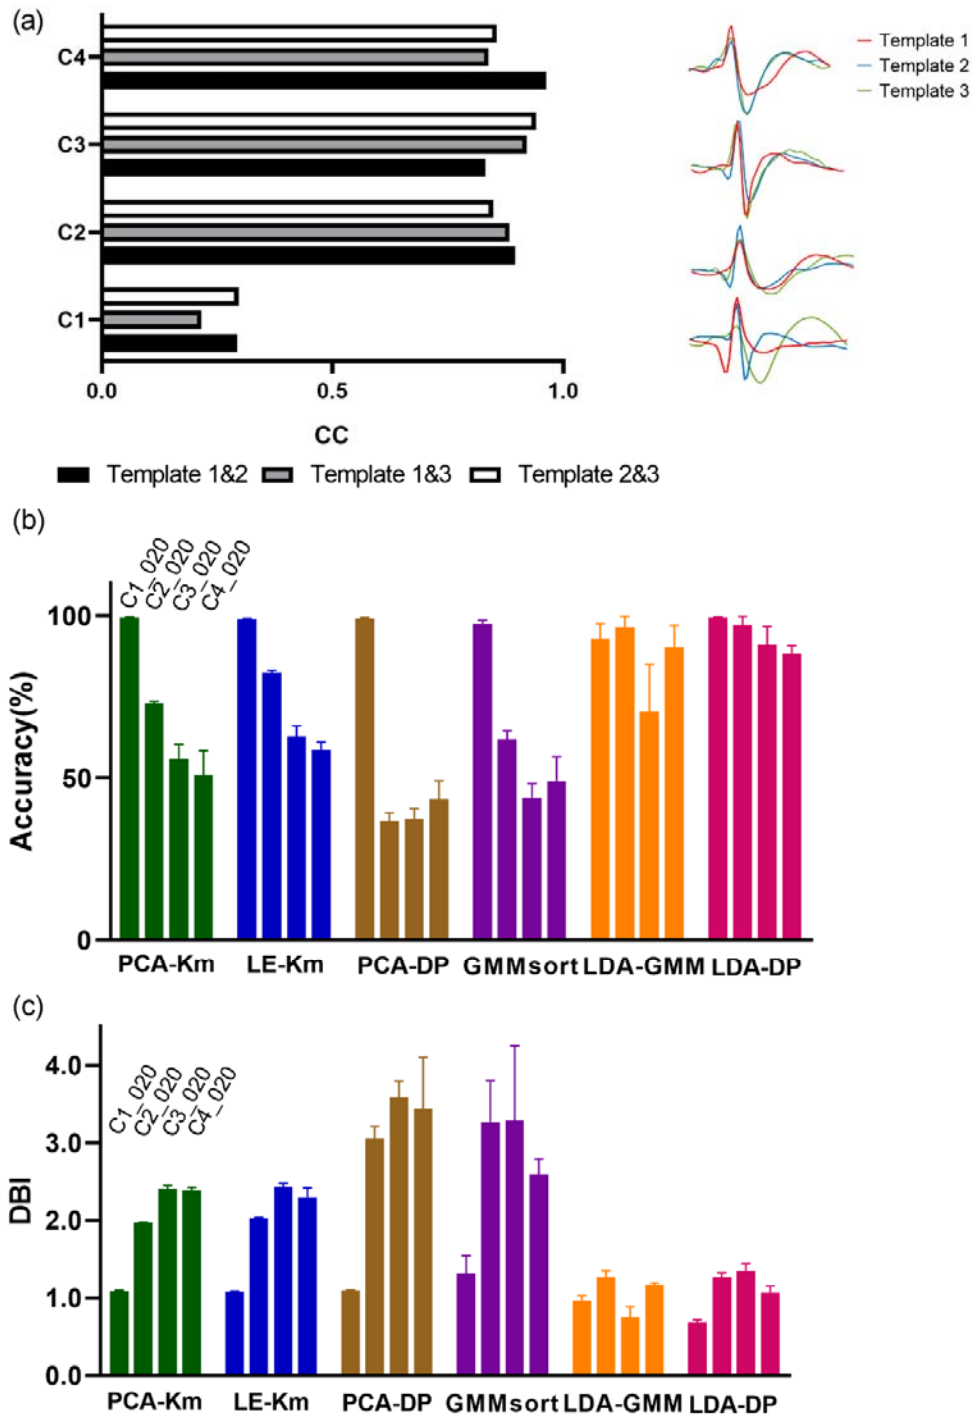 (a)
C4
C3
C2
C1
0.0 0.5 1.0
CC
Template 1
Template 2
Template 3
Template 1&2 Template 1&3 Template 2&3
(b)
C1_020
C2_020
C3_020
C4_020
Accuracy(%)
100
50
0
PCA-Km LE-Km PCA-DP GMMsort LDA-GMM LDA-DP
(c)
C1_020
C2_020
C3_020
C4_020
DBI
4.0
3.0
2.0
1.0
0.0
PCA-Km LE-Km PCA-DP GMMsort LDA-GMM LDA-DP